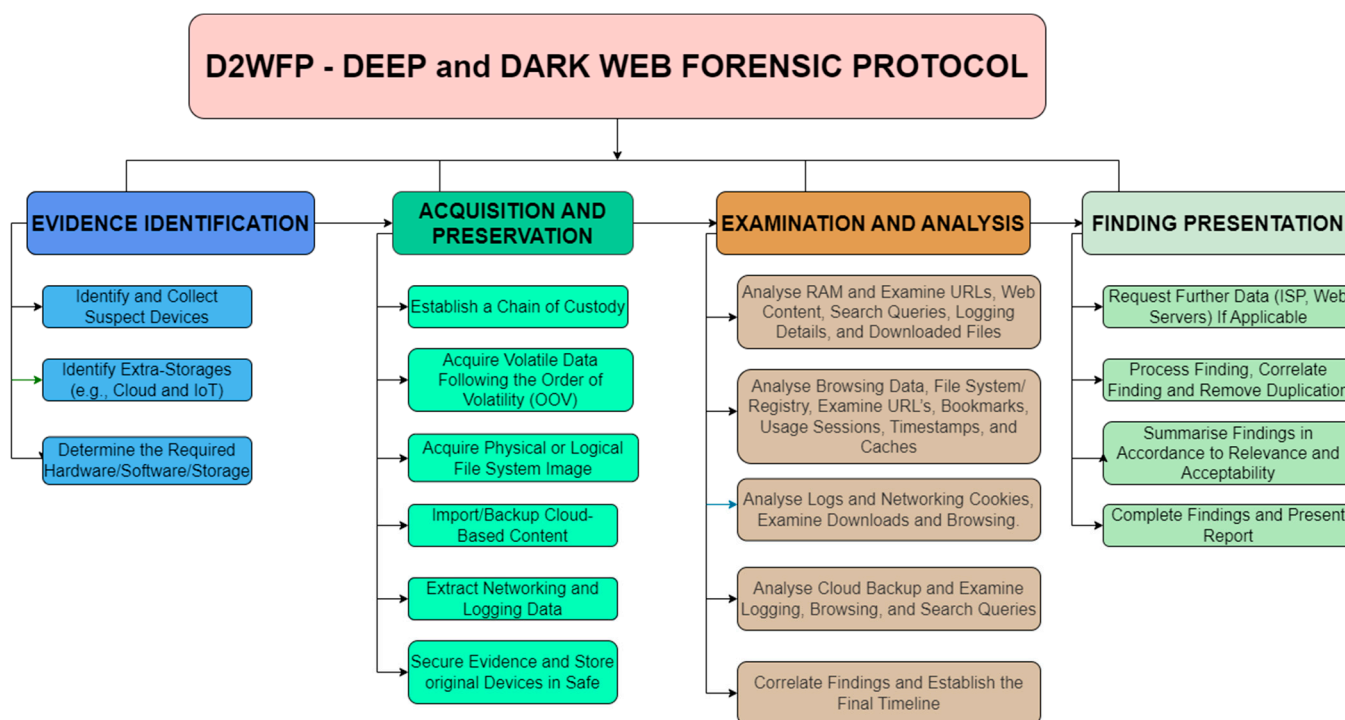 D2WFP - DEEP and DARK WEB FORENSIC PROTOCOL
EVIDENCE IDENTIFICATION
Identify and Collect
Suspect Devices
Identify Extra-Storages
(e.g., Cloud and IoT)
Determine the Required
Hardware/Software/Storage
ACQUISITION AND
PRESERVATION
Establish a Chain of Custody
Acquire Volatile Data
Following the Order of
Volatility (OOV)
Acquire Physical or Logical
File System Image
Import/Backup Cloud-
Based Content
Extract Networking and
Logging Data
Secure Evidence and Store
original Devices in Safe
EXAMINATION AND ANALYSIS
Analyse RAM and Examine URLs, Web
Content, Search Queries, Logging
Details, and Downloaded Files
Analyse Browsing Data, File System/
Registry, Examine URL's, Bookmarks,
Usage Sessions, Timestamps, and
Caches
Analyse Logs and Networking Cookies,
Examine Downloads and Browsing.
Analyse Cloud Backup and Examine
Logging, Browsing, and Search Queries
Correlate Findings and Establish the
Final Timeline
FINDING PRESENTATION
Request Further Data (ISP, Web
Servers) If Applicable
Process Finding, Correlate
Finding and Remove Duplication
Summarise Findings in
Accordance to Relevance and
Acceptability
Complete Findings and Present
Report